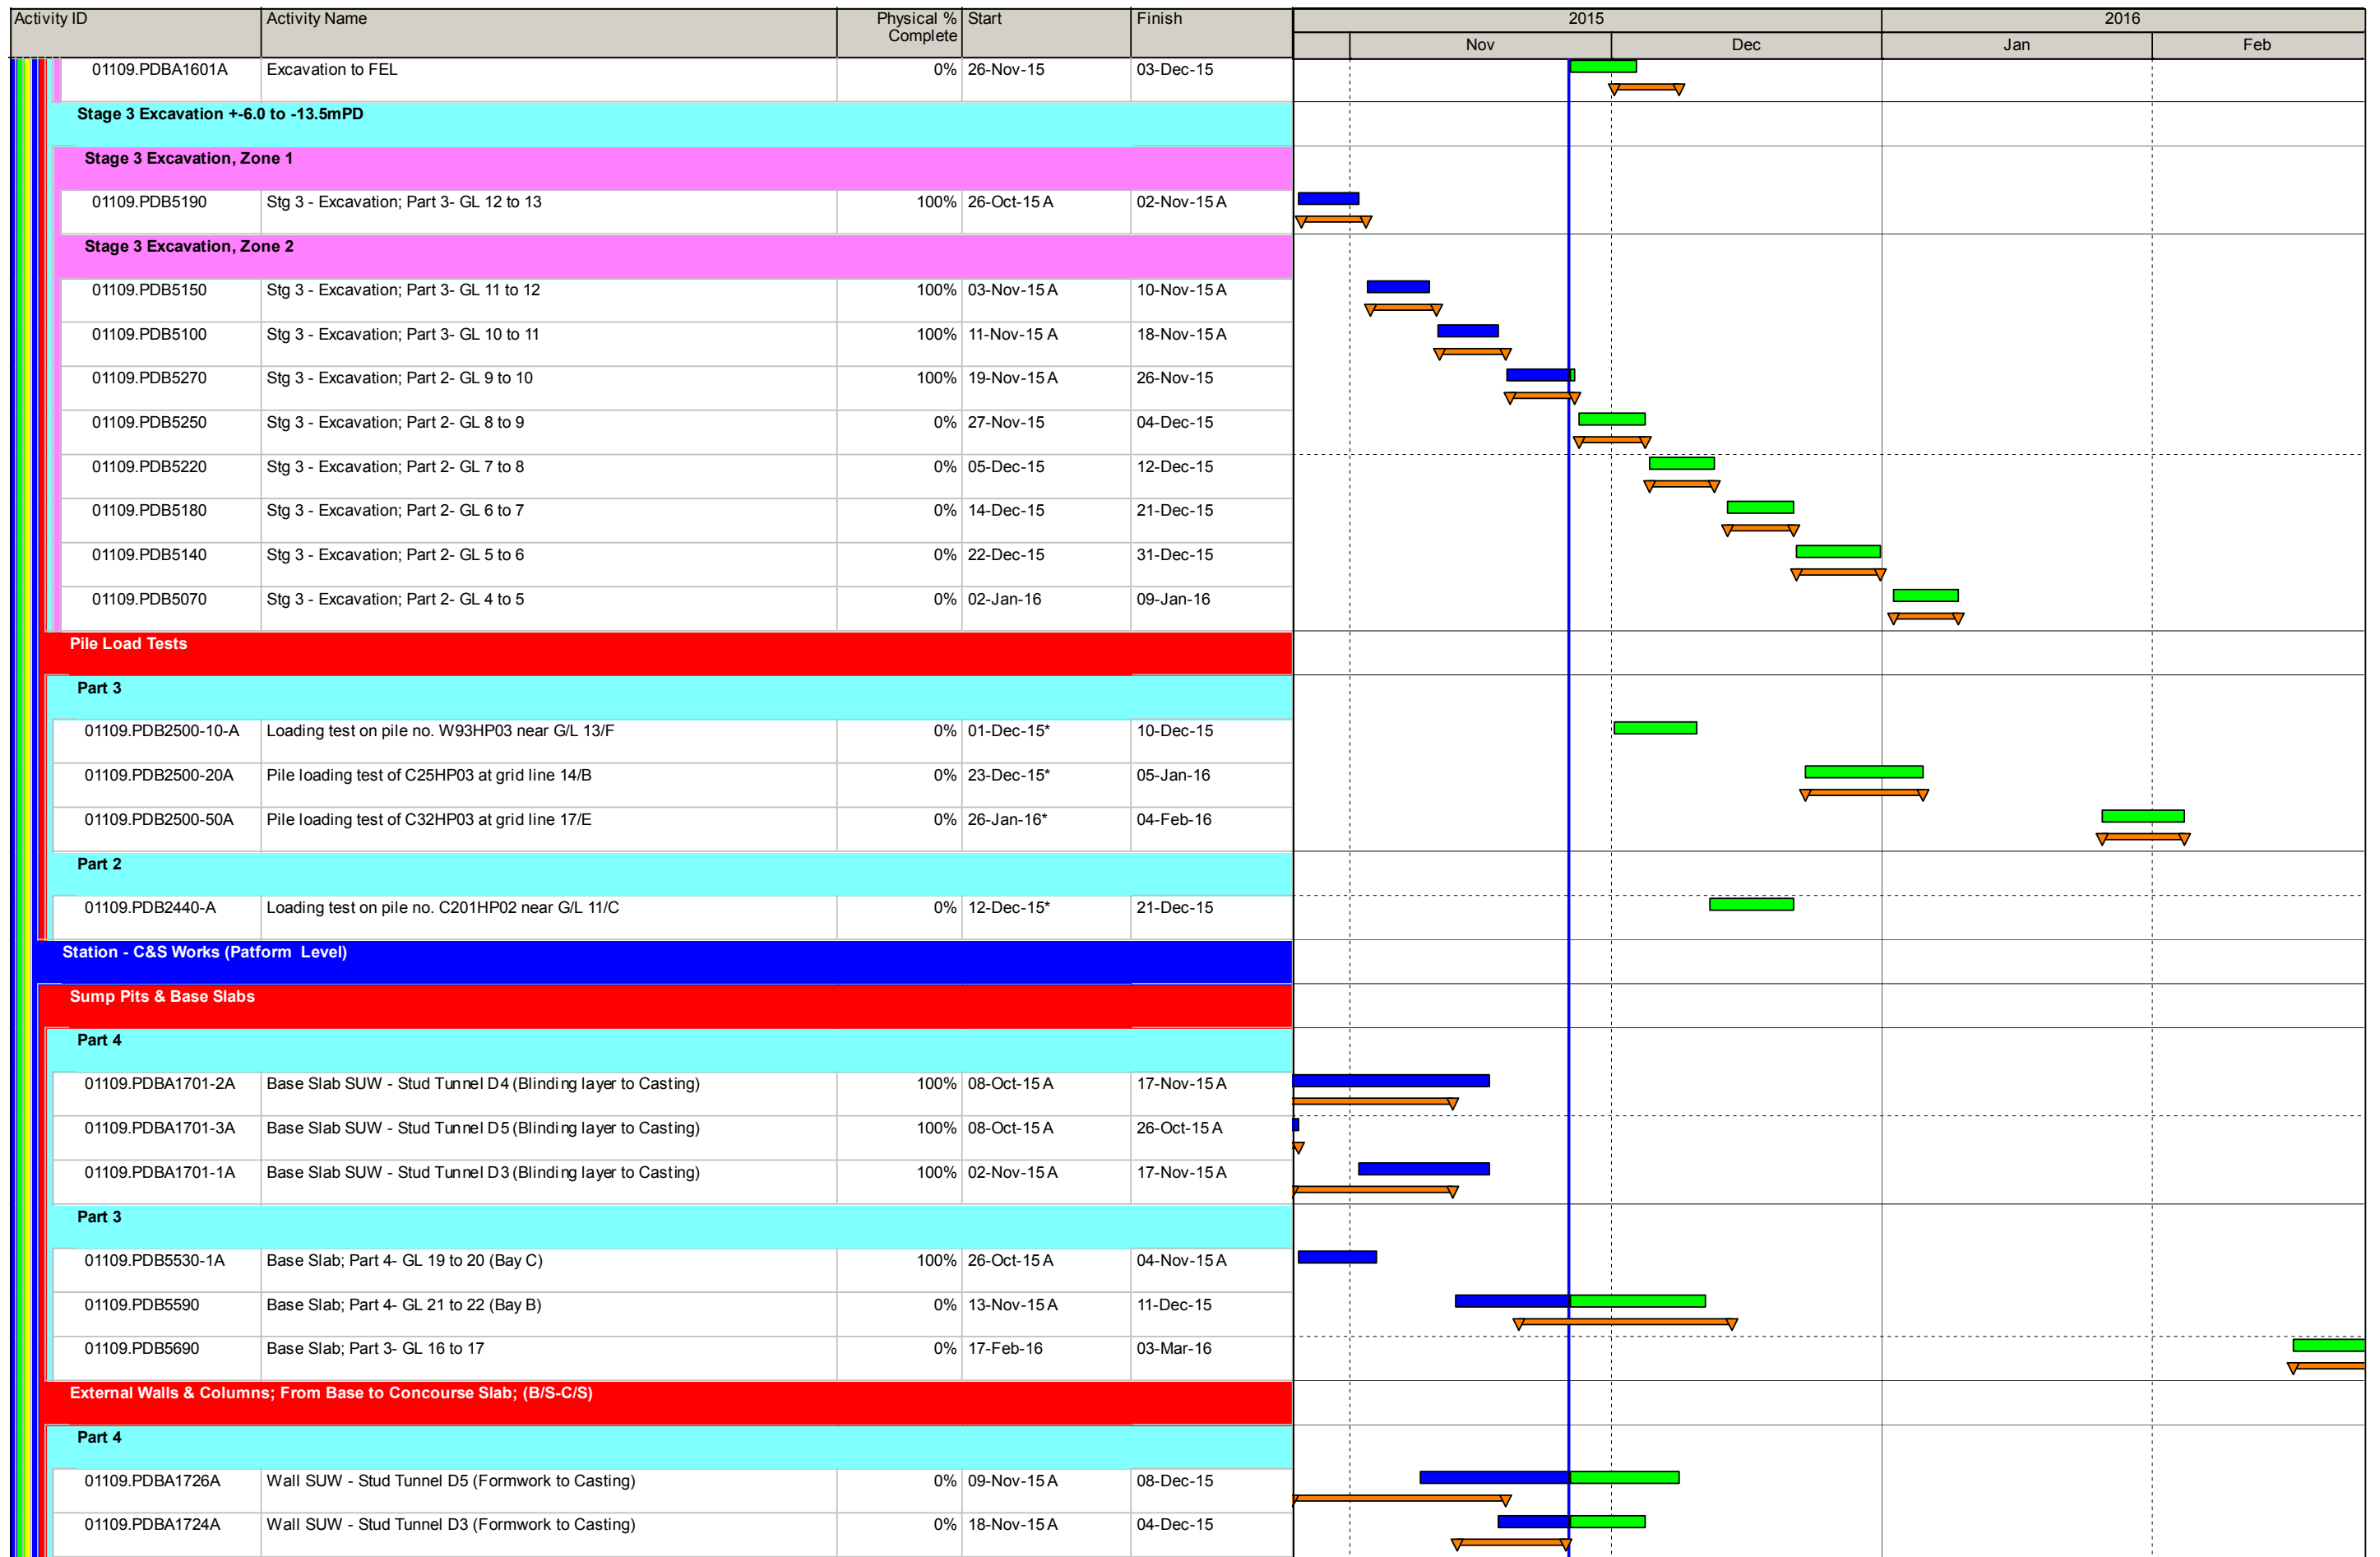 Activity ID Activity Name Physical % Complete Start Finish 2015 2016
Nov Dec Jan Feb
01109.PDBA1601A Excavation to FEL 0% 26-Nov-15 03-Dec-15
Stage 3 Excavation +-6.0 to -13.5mPD
Stage 3 Excavation, Zone 1
01109.PDB5190 Stg 3 - Excavation; Part 3- GL 12 to 13 100% 26-Oct-15 A 02-Nov-15 A
Stage 3 Excavation, Zone 2
01109.PDB5150 Stg 3 - Excavation; Part 3- GL 11 to 12 100% 03-Nov-15 A 10-Nov-15 A
01109.PDB5100 Stg 3 - Excavation; Part 3- GL 10 to 11 100% 11-Nov-15 A 18-Nov-15 A
01109.PDB5270 Stg 3 - Excavation; Part 2- GL 9 to 10 100% 19-Nov-15 A 26-Nov-15
01109.PDB5250 Stg 3 - Excavation; Part 2- GL 8 to 9 0% 27-Nov-15 04-Dec-15
01109.PDB5220 Stg 3 - Excavation; Part 2- GL 7 to 8 0% 05-Dec-15 12-Dec-15
01109.PDB5180 Stg 3 - Excavation; Part 2- GL 6 to 7 0% 14-Dec-15 21-Dec-15
01109.PDB5140 Stg 3 - Excavation; Part 2- GL 5 to 6 0% 22-Dec-15 31-Dec-15
01109.PDB5070 Stg 3 - Excavation; Part 2- GL 4 to 5 0% 02-Jan-16 09-Jan-16
Pile Load Tests
Part 3
01109.PDB2500-10-A Loading test on pile no. W93HP03 near G/L 13/F 0% 01-Dec-15* 10-Dec-15
01109.PDB2500-20A Pile loading test of C25HP03 at grid line 14/B 0% 23-Dec-15* 05-Jan-16
01109.PDB2500-50A Pile loading test of C32HP03 at grid line 17/E 0% 26-Jan-16* 04-Feb-16
Part 2
01109.PDB2440-A Loading test on pile no. C201HP02 near G/L 11/C 0% 12-Dec-15* 21-Dec-15
Station - C&S Works (Patform Level)
Sump Pits & Base Slabs
Part 4
01109.PDBA1701-2A Base Slab SUW - Stud Tunnel D4 (Blinding layer to Casting) 100% 08-Oct-15 A 17-Nov-15 A
01109.PDBA1701-3A Base Slab SUW - Stud Tunnel D5 (Blinding layer to Casting) 100% 08-Oct-15 A 26-Oct-15 A
01109.PDBA1701-1A Base Slab SUW - Stud Tunnel D3 (Blinding layer to Casting) 100% 02-Nov-15 A 17-Nov-15 A
Part 3
01109.PDB5530-1A Base Slab; Part 4- GL 19 to 20 (Bay C) 100% 26-Oct-15 A 04-Nov-15 A
01109.PDB5590 Base Slab; Part 4- GL 21 to 22 (Bay B) 0% 13-Nov-15 A 11-Dec-15
01109.PDB5690 Base Slab; Part 3- GL 16 to 17 0% 17-Feb-16 03-Mar-16
External Walls & Columns; From Base to Concourse Slab; (B/S-C/S)
Part 4
01109.PDBA1726A Wall SUW - Stud Tunnel D5 (Formwork to Casting) 0% 09-Nov-15 A 08-Dec-15
01109.PDBA1724A Wall SUW - Stud Tunnel D3 (Formwork to Casting) 0% 18-Nov-15 A 04-Dec-15